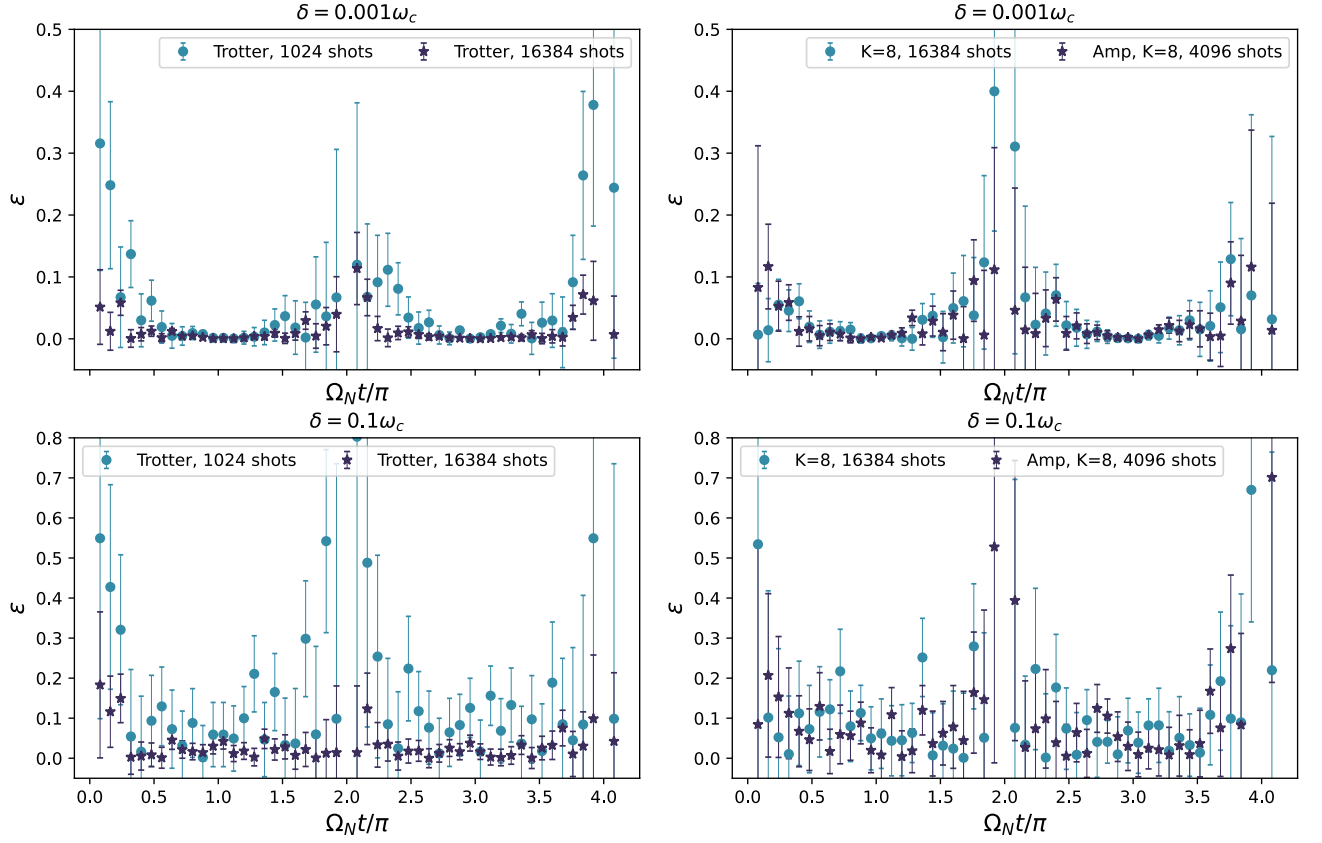 δ = 0.001ω_c
0.5
0.4
0.3
0.2
0.1
0.0
ε
Trotter, 1024 shots
Trotter, 16384 shots
Ω_N t/π
δ = 0.001ω_c
0.5
0.4
0.3
0.2
0.1
0.0
ε
K=8, 16384 shots
Amp, K=8, 4096 shots
Ω_N t/π
δ = 0.1ω_c
0.8
0.7
0.6
0.5
0.4
0.3
0.2
0.1
0.0
ε
Trotter, 1024 shots
Trotter, 16384 shots
0.0 0.5 1.0 1.5 2.0 2.5 3.0 3.5 4.0
Ω_N t/π
δ = 0.1ω_c
0.8
0.7
0.6
0.5
0.4
0.3
0.2
0.1
0.0
ε
K=8, 16384 shots
Amp, K=8, 4096 shots
0.0 0.5 1.0 1.5 2.0 2.5 3.0 3.5 4.0
Ω_N t/π